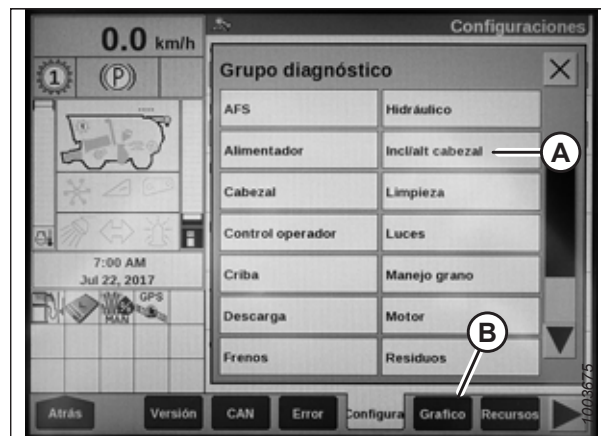 0.0 km/h
Configuraciones
1 (P)
Grupo diagnóstico
AFS
Hidráulico
Alimentador
Incl/alt cabezal
A
Cabezal
Limpieza
Control operador
Luces
7:00 AM
Jul 22, 2017
Criba
Manejo grano
GPS
MAN
Descarga
Motor
B
Frenos
Residuos
Atrás
Versión
CAN
Error
Configura
Grafico
Recursos
1003675